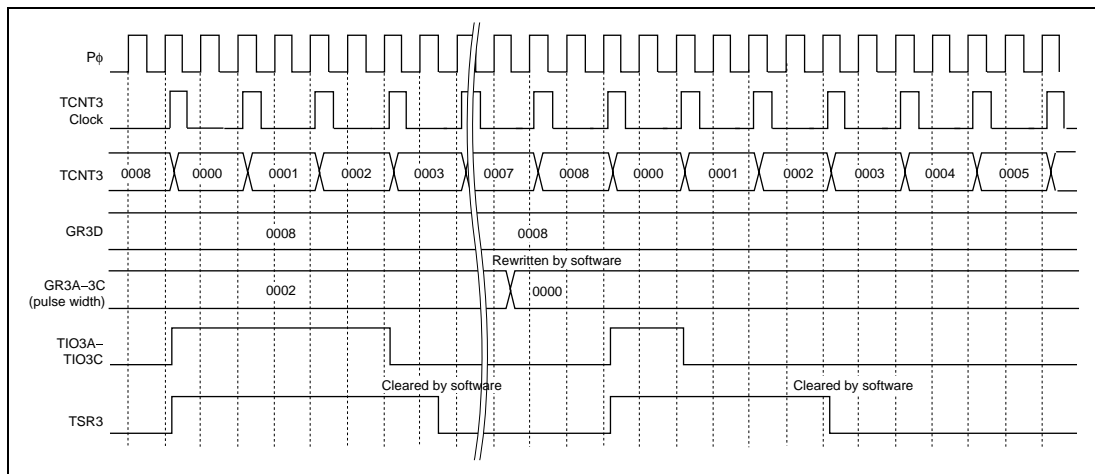 Pϕ
TCNT3
Clock
TCNT3
0008 0000 0001 0002 0003 0007 0008 0000 0001 0002 0003 0004 0005
GR3D
0008 0008
Rewritten by software
GR3A–3C
(pulse width)
0002 0000
TIO3A–
TIO3C
Cleared by software Cleared by software
TSR3